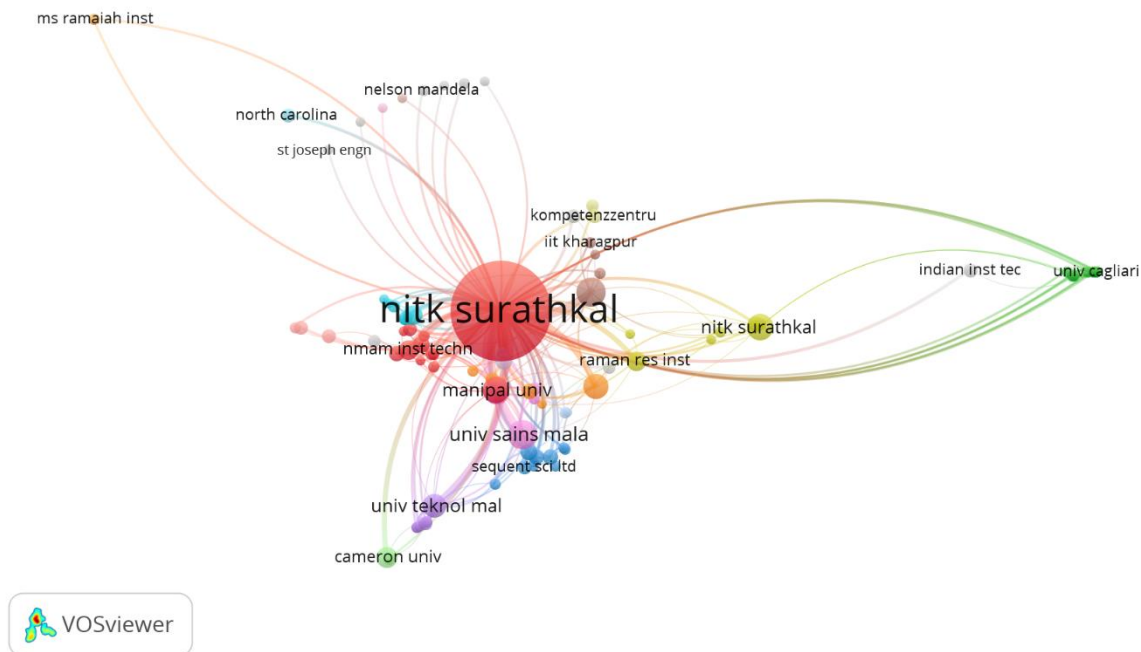 ms ramaiah inst
nelson mandela
north carolina
st joseph engn
kompetenzzentru
iit kharagpur
indian inst tec
univ cagliari
nitk surathkal
nitk surathkal
nmam inst techn
raman res inst
manipal univ
univ sains mala
sequent sci ltd
univ teknol mal
cameron univ
VOSviewer